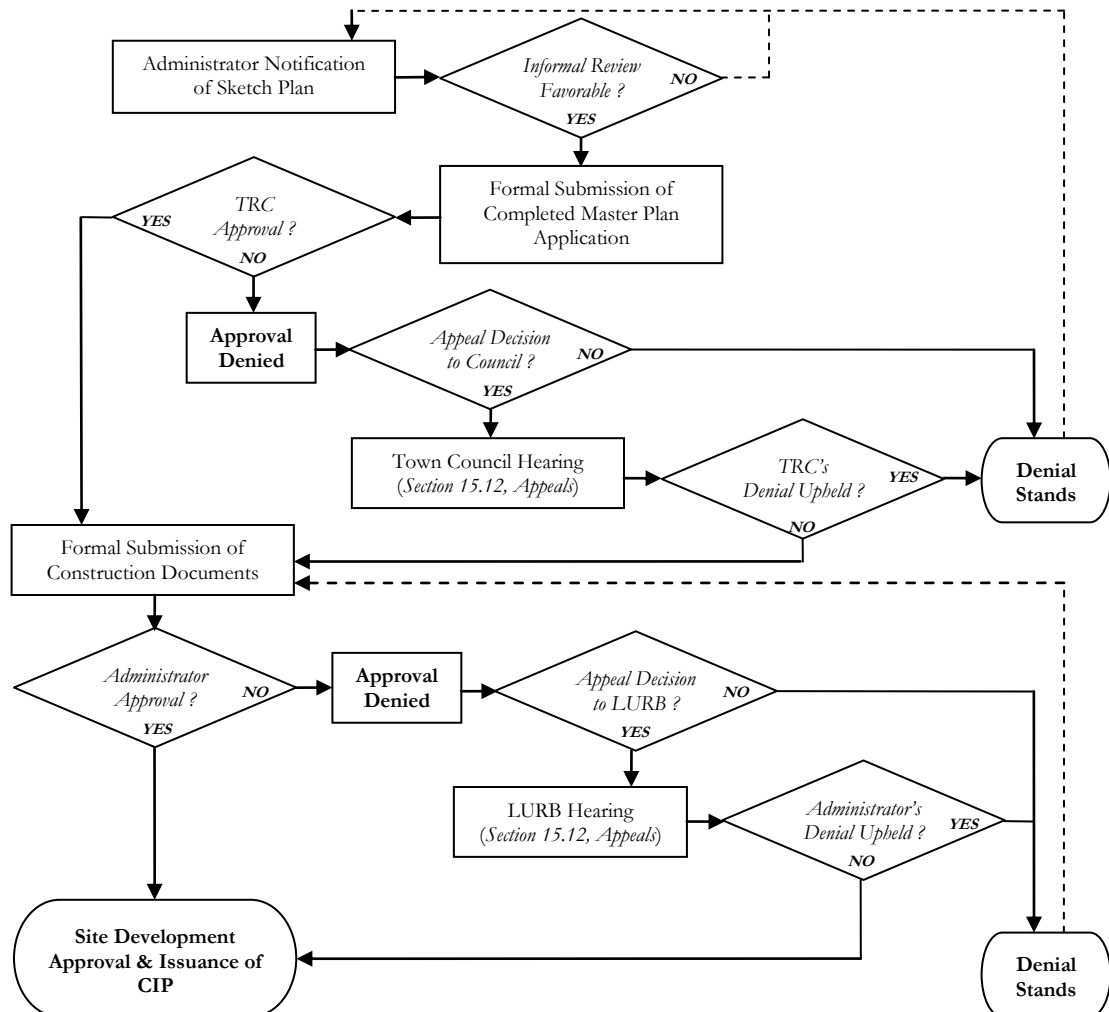 Administrator Notification
of Sketch Plan
Informal Review
Favorable ?
NO
YES
Formal Submission of
Completed Master Plan
Application
TRC
Approval ?
YES
NO
Approval
Denied
Appeal Decision
to Council ?
NO
YES
Town Council Hearing
(Section 15.12, Appeals)
TRC’s
Denial Upheld ?
YES
NO
Denial
Stands
Formal Submission of
Construction Documents
Administrator
Approval ?
NO
YES
Approval
Denied
Appeal Decision
to LURB ?
NO
YES
LURB Hearing
(Section 15.12, Appeals)
Administrator’s
Denial Upheld ?
YES
NO
Site Development
Approval & Issuance of
CIP
Denial
Stands